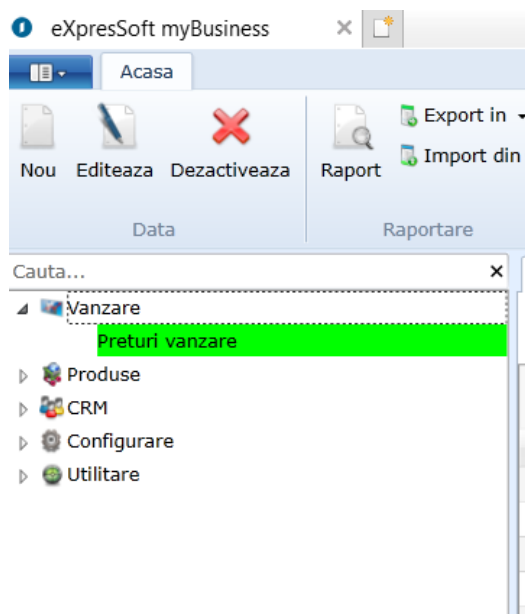 eXpresSoft myBusiness
Acasa
Nou Editeaza Dezactiveaza Raport Export in
Import din
Data Raportare
Cauta...
Vanzare
Preturi vanzare
Produse
CRM
Configurare
Utilitare